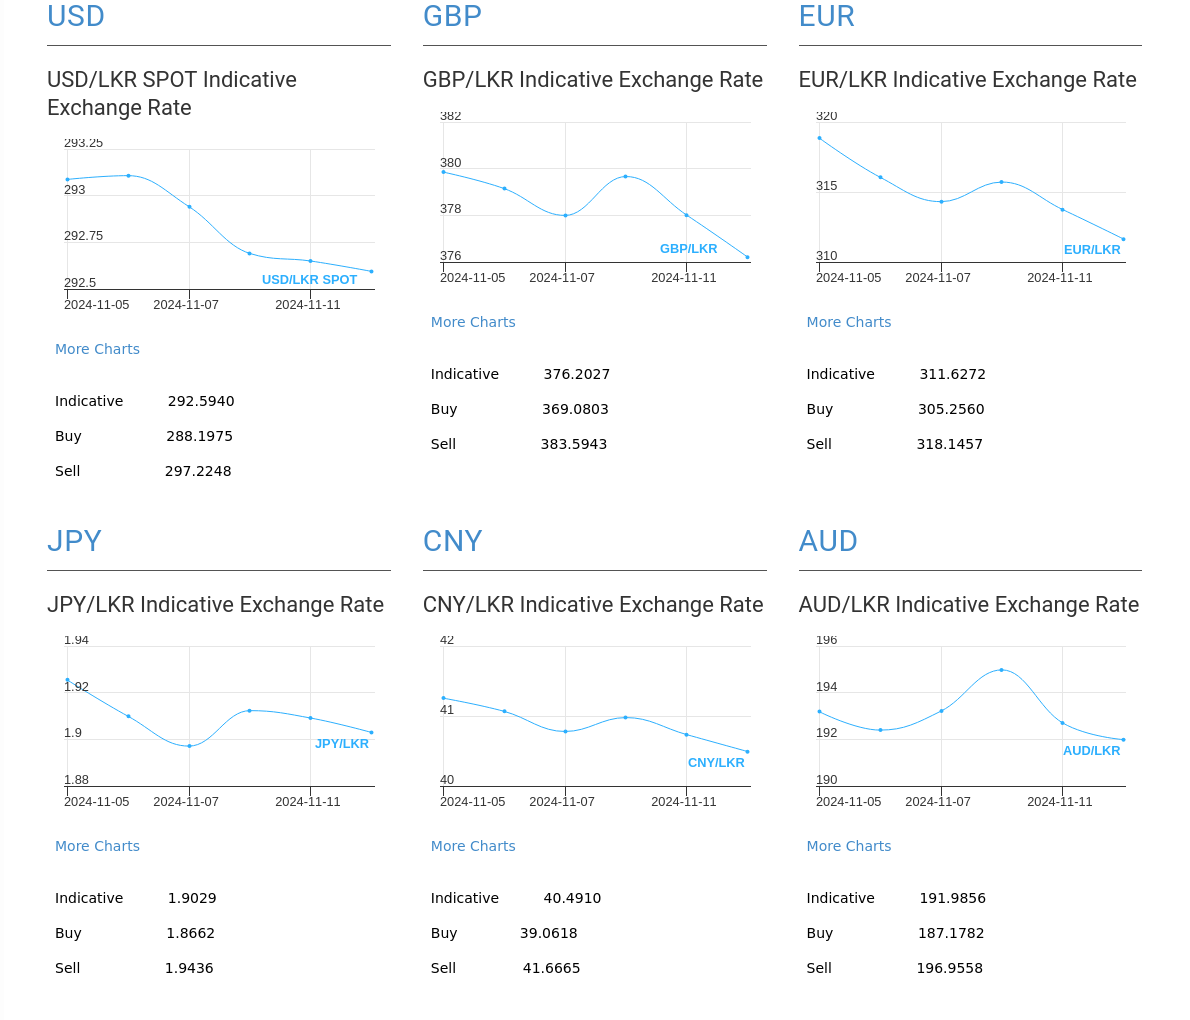 USD
USD/LKR SPOT Indicative
Exchange Rate
293.25
293
292.75
292.5
USD/LKR SPOT
2024-11-05 2024-11-07 2024-11-11
More Charts
Indicative 292.5940
Buy 288.1975
Sell 297.2248
GBP
GBP/LKR Indicative Exchange Rate
382
380
378
376
GBP/LKR
2024-11-05 2024-11-07 2024-11-11
More Charts
Indicative 376.2027
Buy 369.0803
Sell 383.5943
EUR
EUR/LKR Indicative Exchange Rate
320
315
310
EUR/LKR
2024-11-05 2024-11-07 2024-11-11
More Charts
Indicative 311.6272
Buy 305.2560
Sell 318.1457
JPY
JPY/LKR Indicative Exchange Rate
1.94
1.92
1.9
1.88
JPY/LKR
2024-11-05 2024-11-07 2024-11-11
More Charts
Indicative 1.9029
Buy 1.8662
Sell 1.9436
CNY
CNY/LKR Indicative Exchange Rate
42
41
40
CNY/LKR
2024-11-05 2024-11-07 2024-11-11
More Charts
Indicative 40.4910
Buy 39.0618
Sell 41.6665
AUD
AUD/LKR Indicative Exchange Rate
196
194
192
190
AUD/LKR
2024-11-05 2024-11-07 2024-11-11
More Charts
Indicative 191.9856
Buy 187.1782
Sell 196.9558